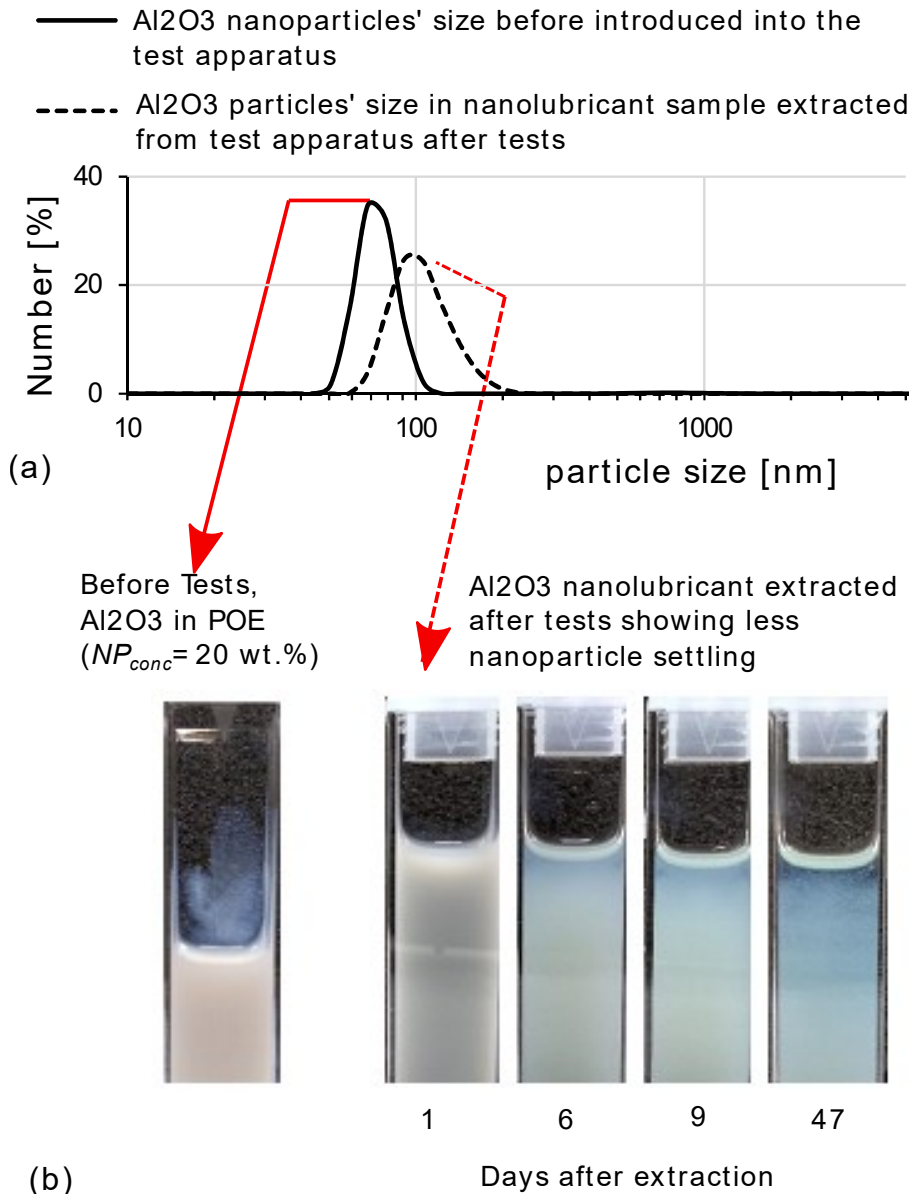 Al2O3 nanoparticles' size before introduced into the
test apparatus
Al2O3 particles' size in nanolubricant sample extracted
from test apparatus after tests
40
20
0
Number [%]
10
100
1000
particle size [nm]
(a)
Before Tests,
Al2O3 in POE
(NPconc= 20 wt.%)
Al2O3 nanolubricant extracted
after tests showing less
nanoparticle settling
1
6
9
47
Days after extraction
(b)